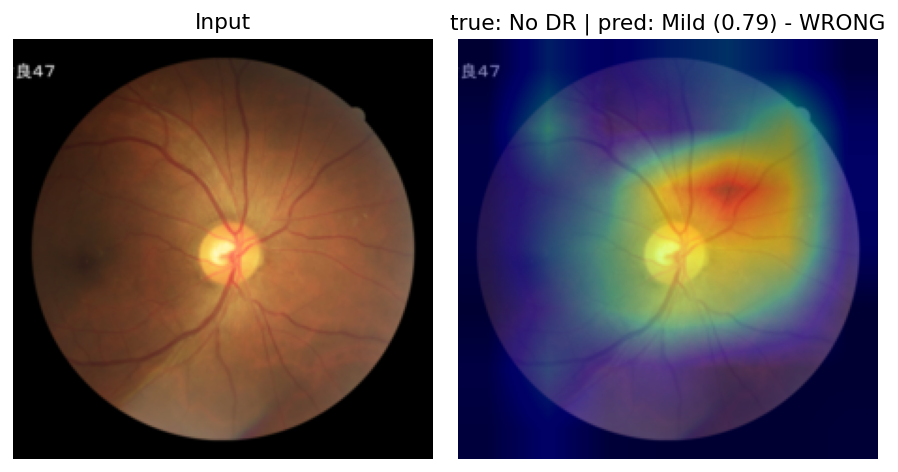 Input
true: No DR | pred: Mild (0.79) - WRONG
良47
良47